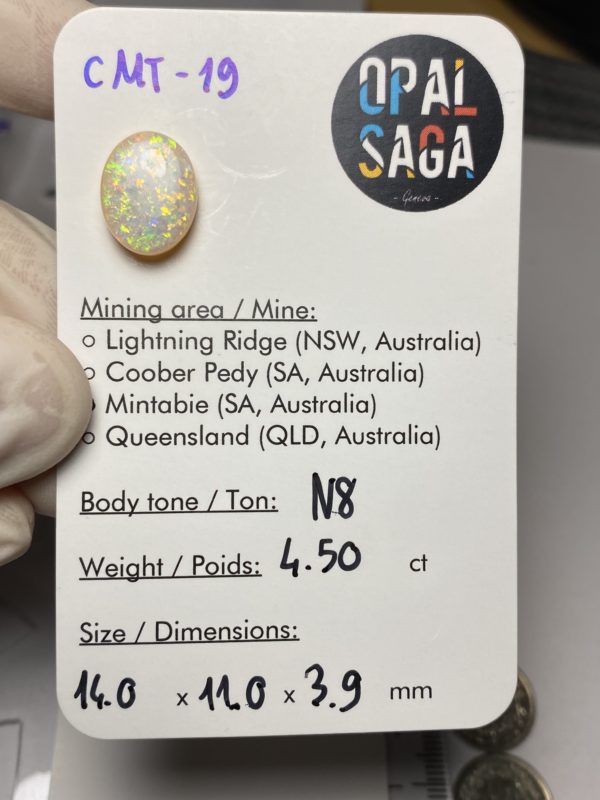 CMT-19
OPAL
SAGA
- Geneva -
Mining area / Mine:
○ Lightning Ridge (NSW, Australia)
○ Coober Pedy (SA, Australia)
● Mintabie (SA, Australia)
○ Queensland (QLD, Australia)
Body tone / Ton: N8
Weight / Poids: 4.50 ct
Size / Dimensions:
14.0 x 11.0 x 3.9 mm